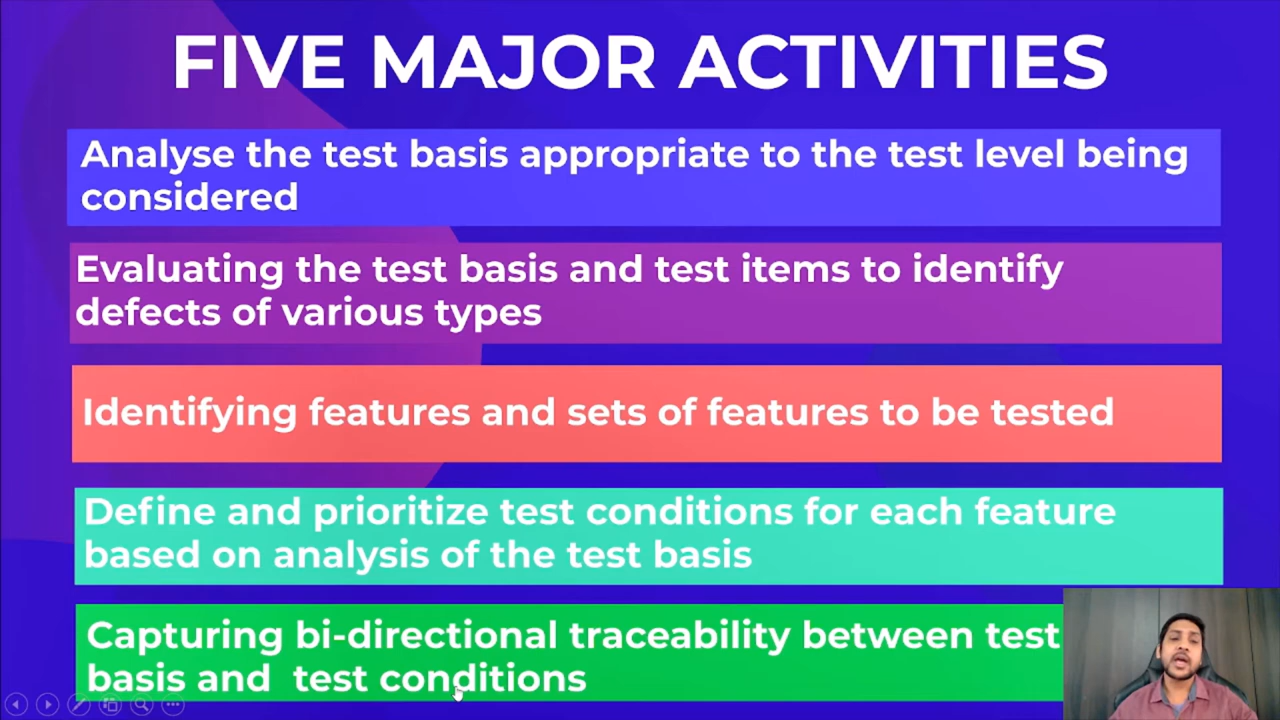 FIVE MAJOR ACTIVITIES
Analyse the test basis appropriate to the test level being
considered
Evaluating the test basis and test items to identify
defects of various types
Identifying features and sets of features to be tested
Define and prioritize test conditions for each feature
based on analysis of the test basis
Capturing bi-directional traceability between test
basis and test conditions